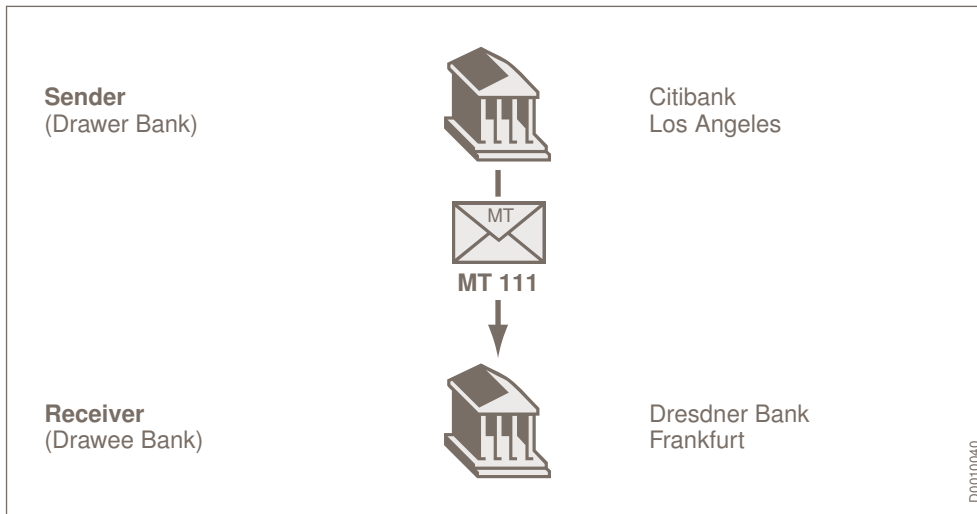 Sender
(Drawer Bank)
Citibank
Los Angeles
MT
MT 111
Receiver
(Drawee Bank)
Dresdner Bank
Frankfurt
D0010040